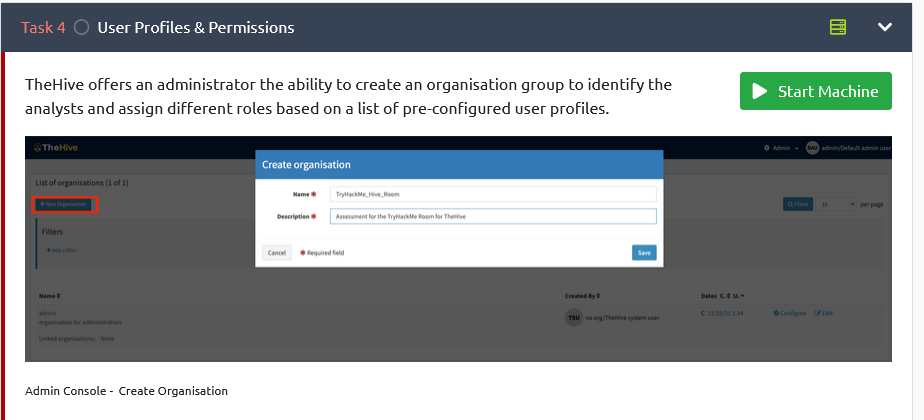 Task 4 User Profiles & Permissions
TheHive offers an administrator the ability to create an organisation group to identify the
analysts and assign different roles based on a list of pre-configured user profiles.
Start Machine
TheHive
Admin
DAU
admin/Default admin user
Create organisation
List of organisations (1 of 1)
Name *
TryHackMe_Hive_Room
+ New Organisation
Filters
15
per page
Description *
Assessment for the TryHackMe Room for TheHive
Filters
+ Add a Filter
Cancel
* Required field
Save
Name
Created By
Dates C. U.
admin
organisation for administration
TSU
no org/TheHive system user
C. 11/25/21 1:34
Configure
Edit
Linked organisations: None
Admin Console - Create Organisation